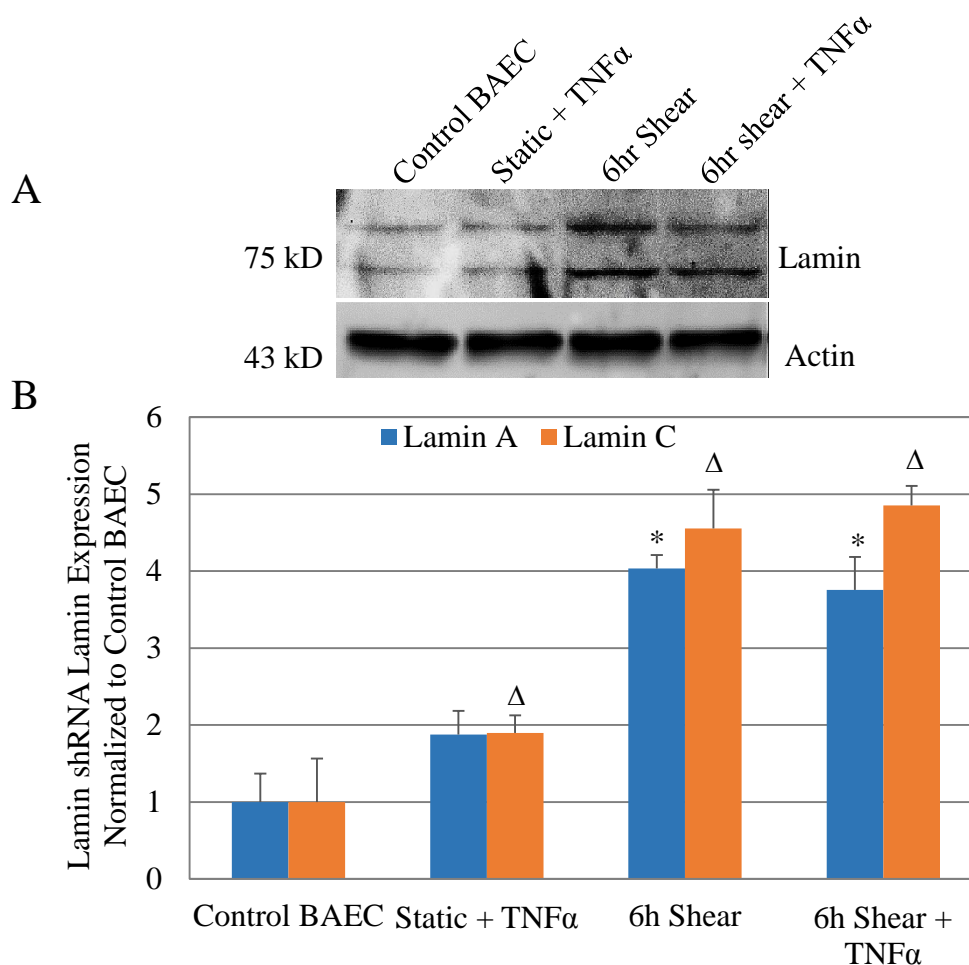 A
Control BAEC
Static + TNFα
6hr Shear
6hr shear + TNFα
75 kD
Lamin
43 kD
Actin
B
Lamin shRNA Lamin Expression
Normalized to Control BAEC
6
5
4
3
2
1
0
Lamin A
Lamin C
Δ
*
Δ
*
Δ
Control BAEC
Static + TNFα
6h Shear
6h Shear +
TNFα